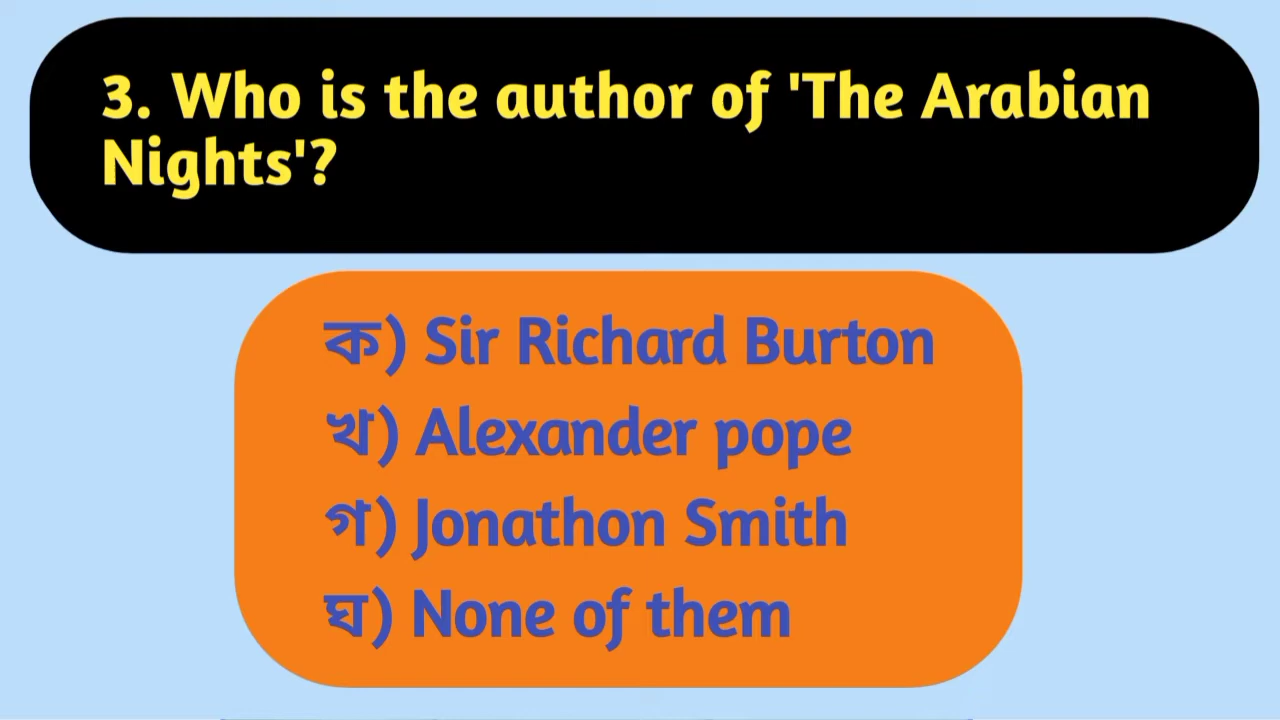 3. Who is the author of 'The Arabian
Nights'?
ক) Sir Richard Burton
খ) Alexander pope
গ) Jonathon Smith
ঘ) None of them